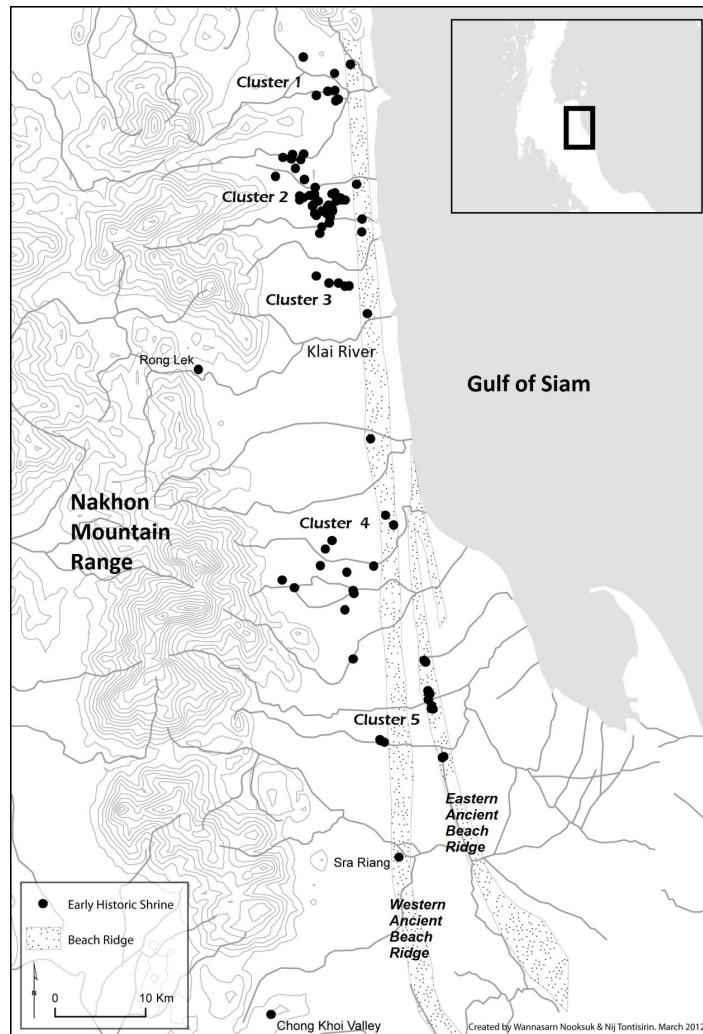 Cluster 1
Cluster 2
Cluster 3
Klai River
Rong Lek
Gulf of Siam
Nakhon
Mountain
Range
Cluster 4
Cluster 5
Eastern
Ancient
Beach
Ridge
Sra Riang
Western
Ancient
Beach
Ridge
Early Historic Shrine
Beach Ridge
N
0 10 Km
Chong Khoi Valley
Created by Wannasarn Nooksuk & Nij Tontisirin. March 2012